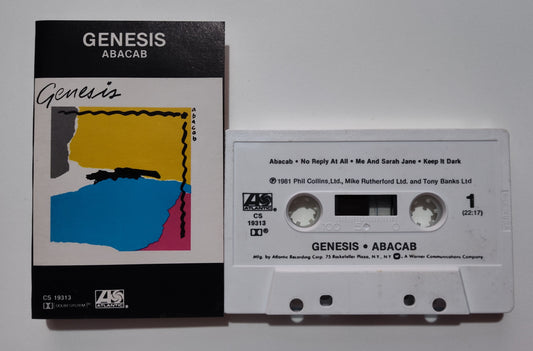 GENESIS
ABACAB
Genesis
abacab
CS 19313
DOLBY SYSTEM
ATLANTIC
Abacab • No Reply At All • Me And Sarah Jane • Keep It Dark
℗1981 Phil Collins,Ltd., Mike Rutherford Ltd. and Tony Banks Ltd
ATLANTIC
CS
19313
1
(22:17)
GENESIS • ABACAB
Mfg. by Atlantic Recording Corp. 75 Rockefeller Plaza, N.Y., N.Y. A Warner Communications Company